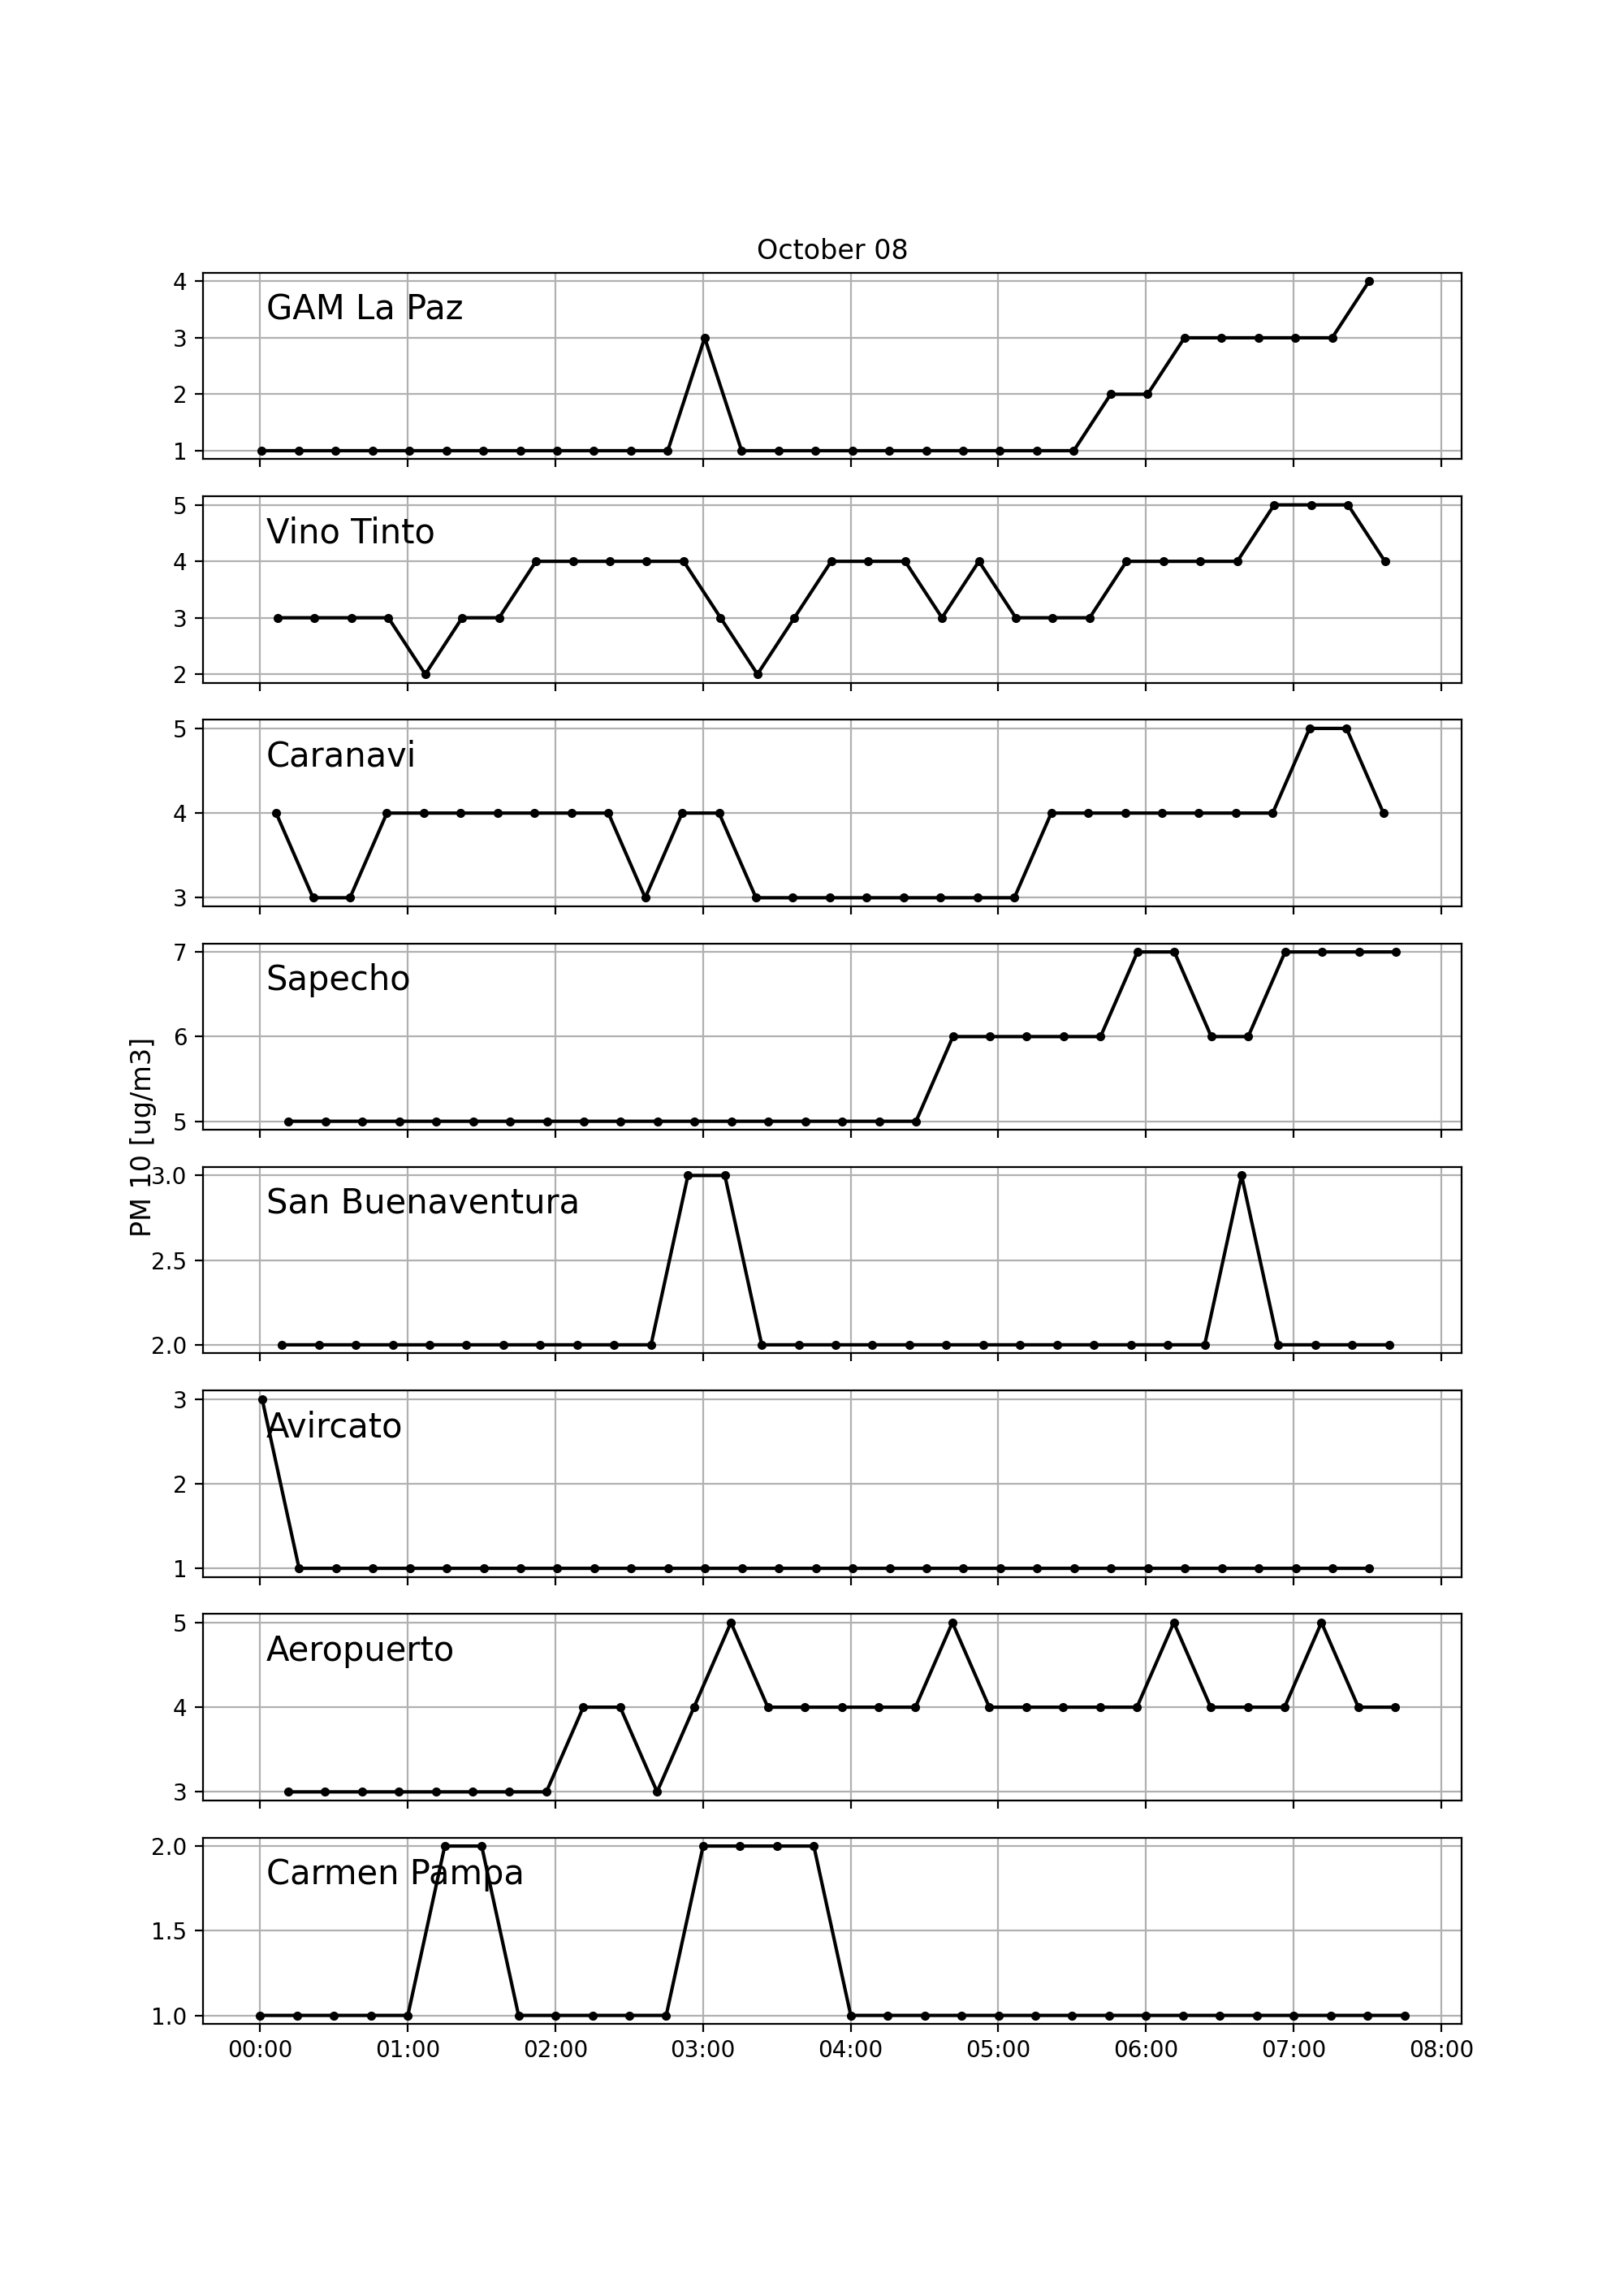 October 08
4
GAM La Paz
3
2
1
5
Vino Tinto
4
3
2
5
Caranavi
4
3
7
Sapecho
6
5
PM 10 [ug/m3]
3.0
San Buenaventura
2.5
2.0
3
Avircato
2
1
5
Aeropuerto
4
3
2.0
Carmen Pampa
1.5
1.0
00:00 01:00 02:00 03:00 04:00 05:00 06:00 07:00 08:00